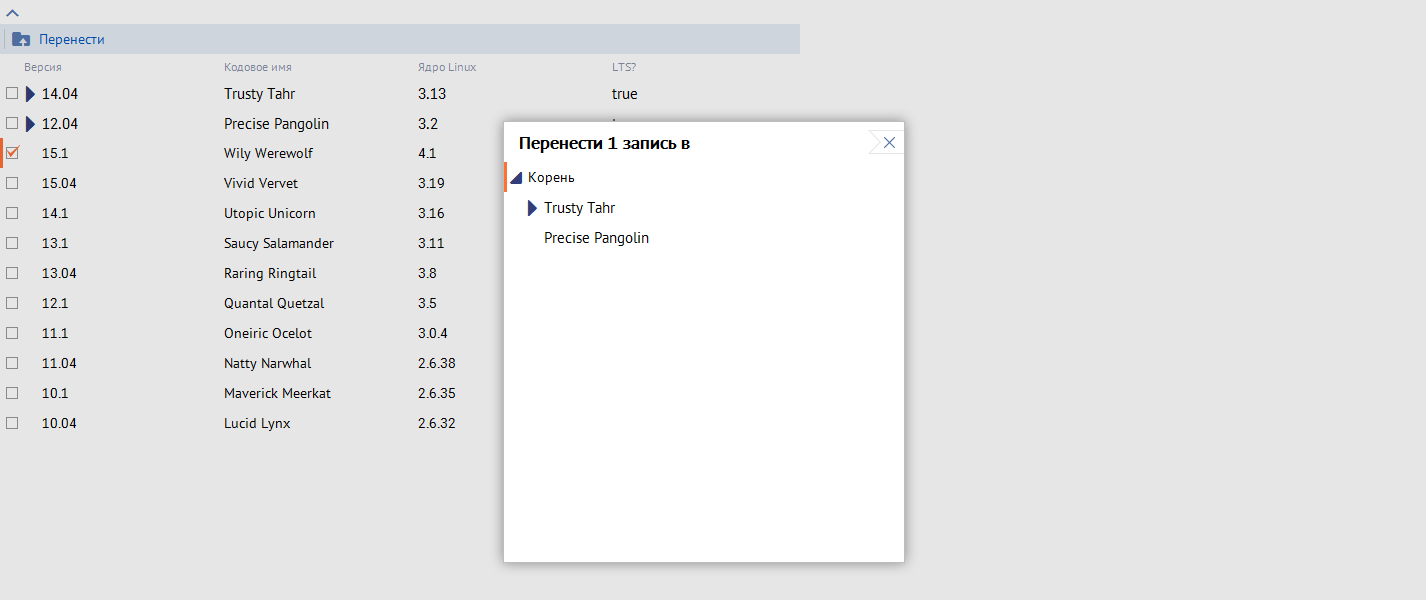 Перенести
Версия Кодовое имя Ядро Linux LTS?
14.04 Trusty Tahr 3.13 true
12.04 Precise Pangolin 3.2
15.1 Wily Werewolf 4.1
15.04 Vivid Vervet 3.19
14.1 Utopic Unicorn 3.16
13.1 Saucy Salamander 3.11
13.04 Raring Ringtail 3.8
12.1 Quantal Quetzal 3.5
11.1 Oneiric Ocelot 3.0.4
11.04 Natty Narwhal 2.6.38
10.1 Maverick Meerkat 2.6.35
10.04 Lucid Lynx 2.6.32
Перенести 1 запись в
Корень
Trusty Tahr
Precise Pangolin